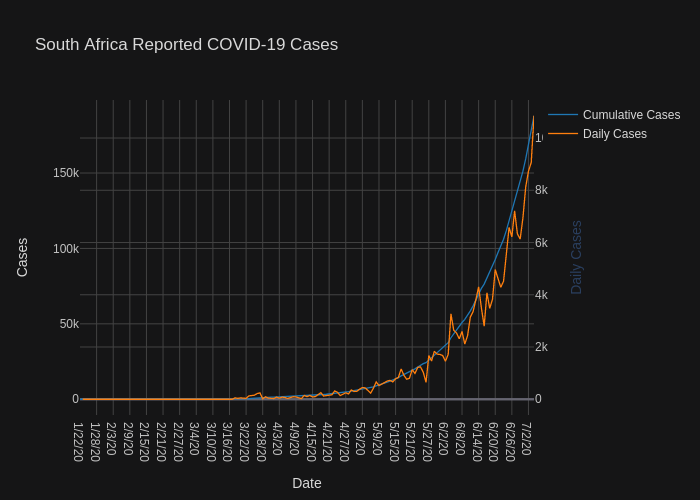 South Africa Reported COVID-19 Cases
Cumulative Cases
Daily Cases
150k
100k
50k
0
8k
6k
4k
2k
0
Cases
Daily Cases
1/22/20
1/28/20
2/3/20
2/9/20
2/15/20
2/21/20
2/27/20
3/4/20
3/10/20
3/16/20
3/22/20
3/28/20
4/3/20
4/9/20
4/15/20
4/21/20
4/27/20
5/3/20
5/9/20
5/15/20
5/21/20
5/27/20
6/2/20
6/8/20
6/14/20
6/20/20
6/26/20
7/2/20
Date